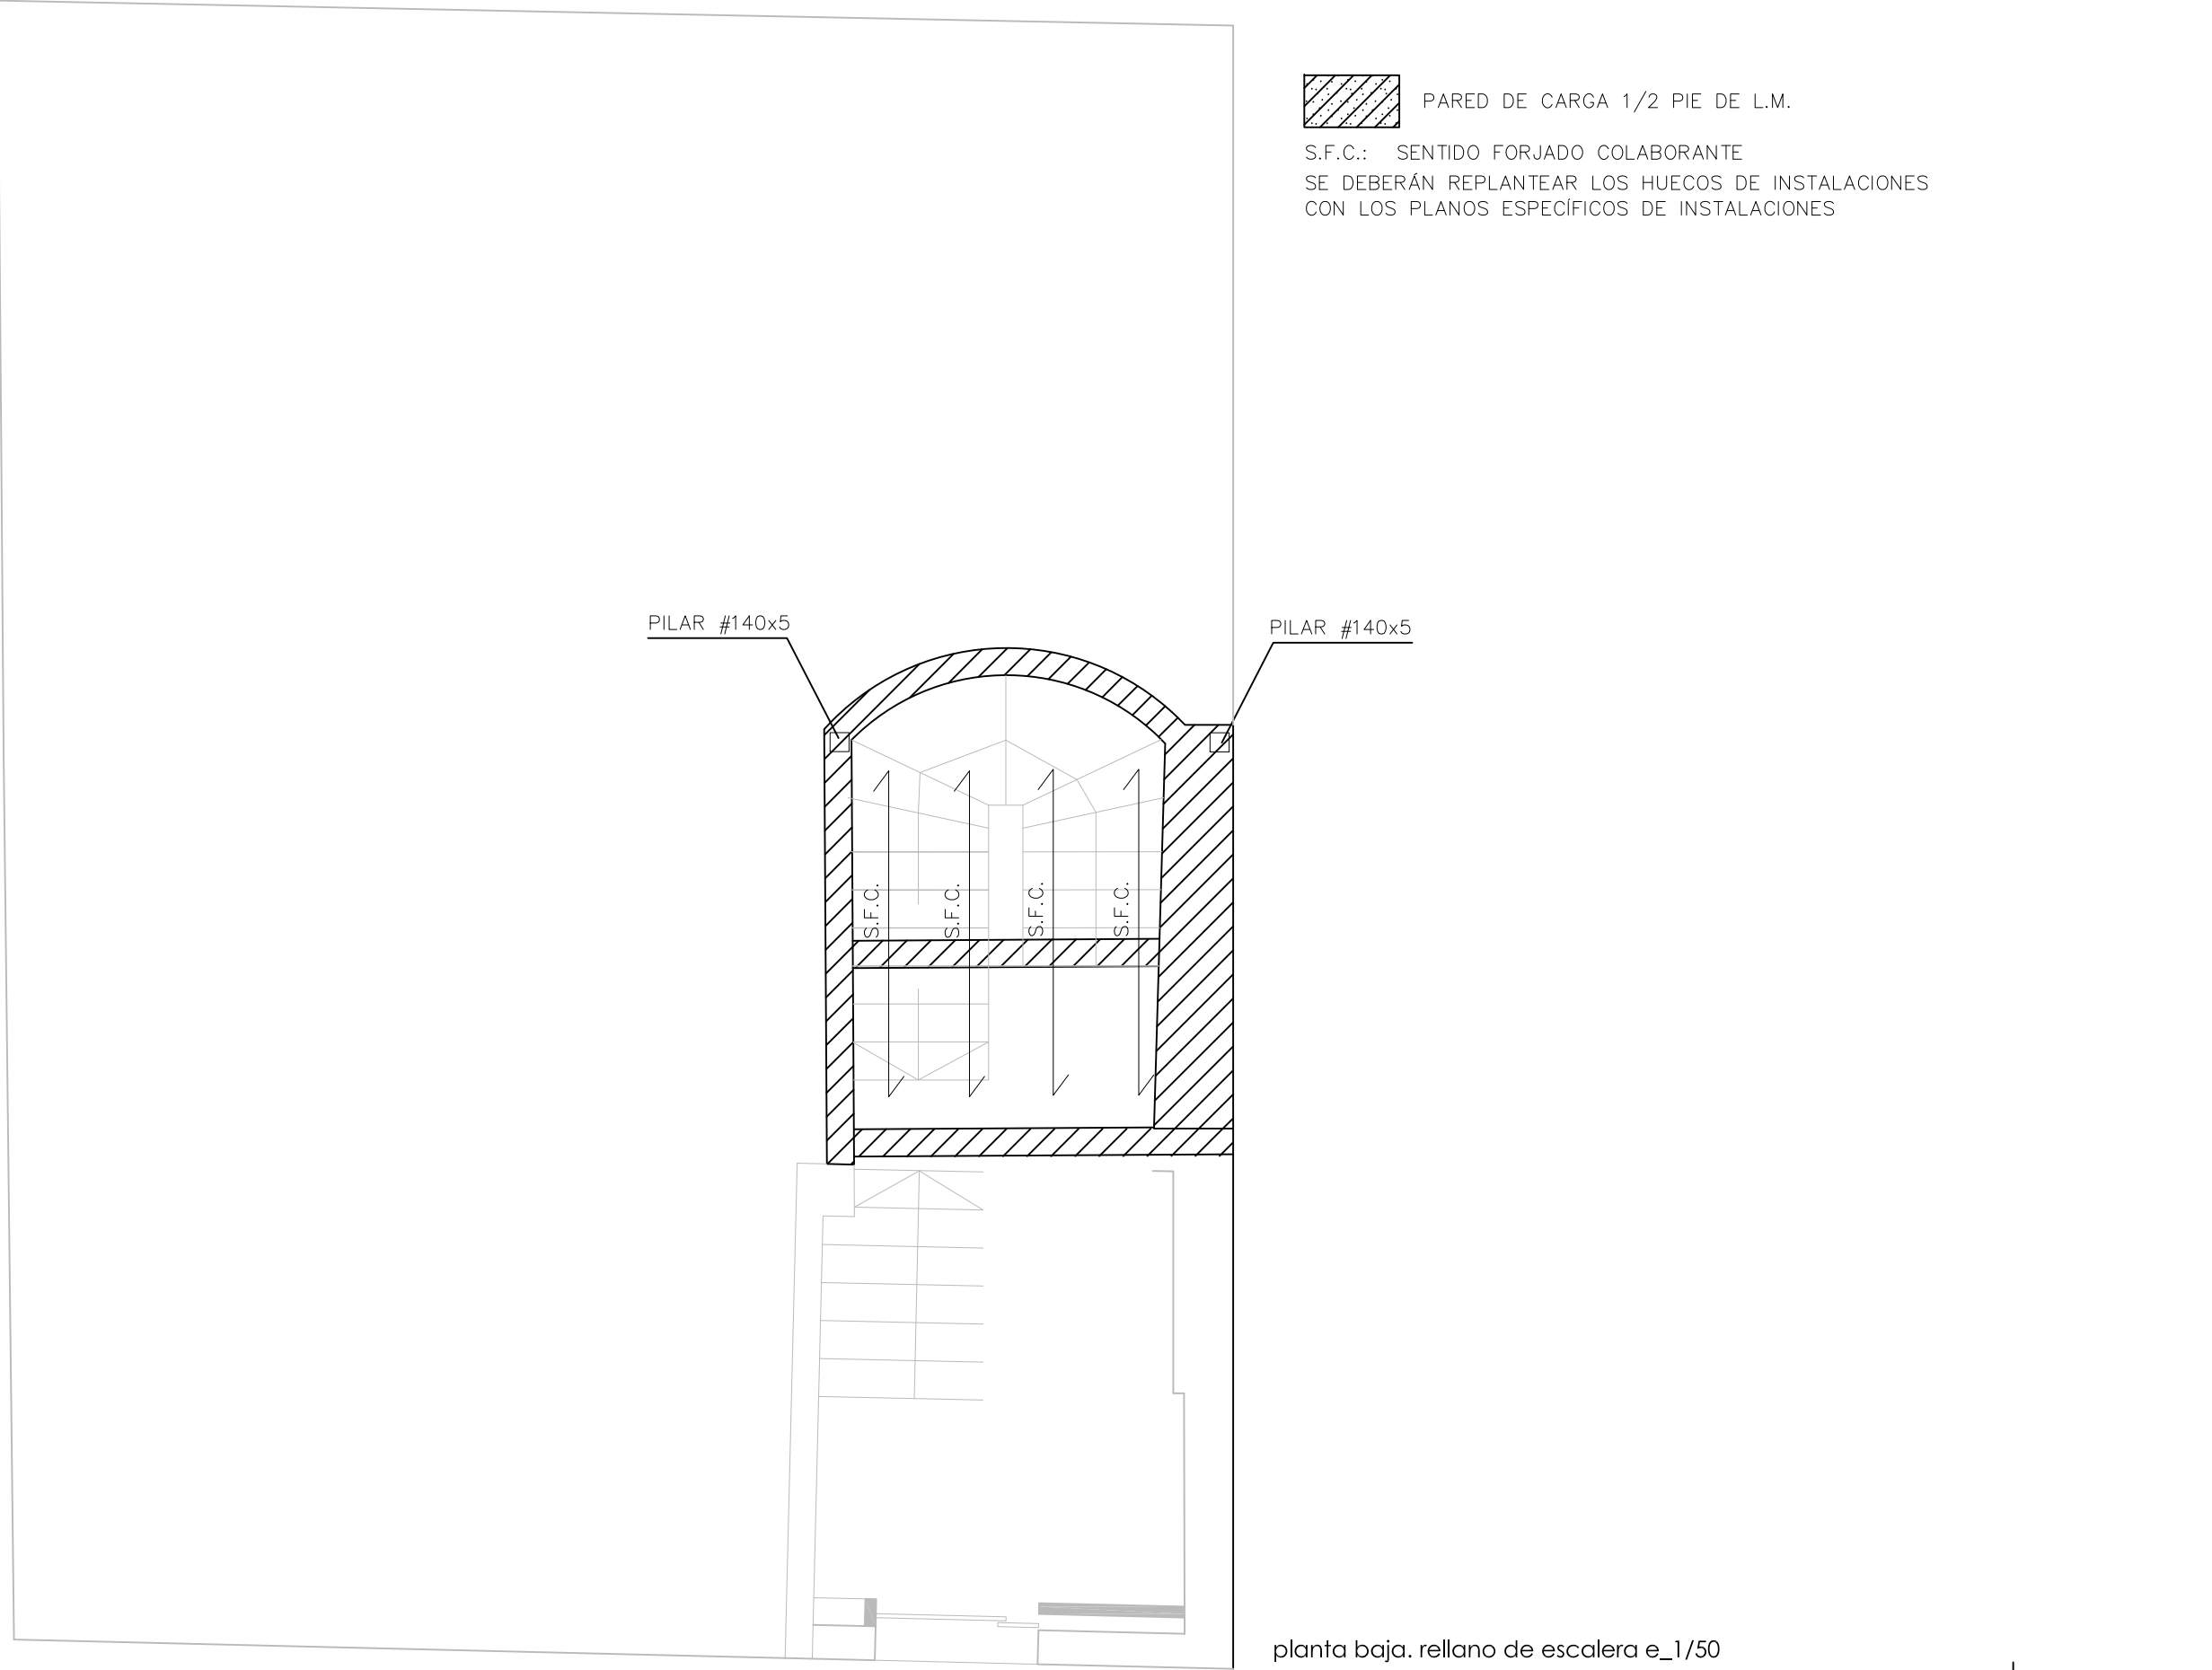 PARED DE CARGA 1/2 PIE DE L.M.
S.F.C.: SENTIDO FORJADO COLABORANTE
SE DEBERÁN REPLANTEAR LOS HUECOS DE INSTALACIONES
CON LOS PLANOS ESPECÍFICOS DE INSTALACIONES
PILAR #140x5
PILAR #140x5
S.F.C.
S.F.C.
S.F.C.
S.F.C.
planta baja. rellano de escalera e_1/50